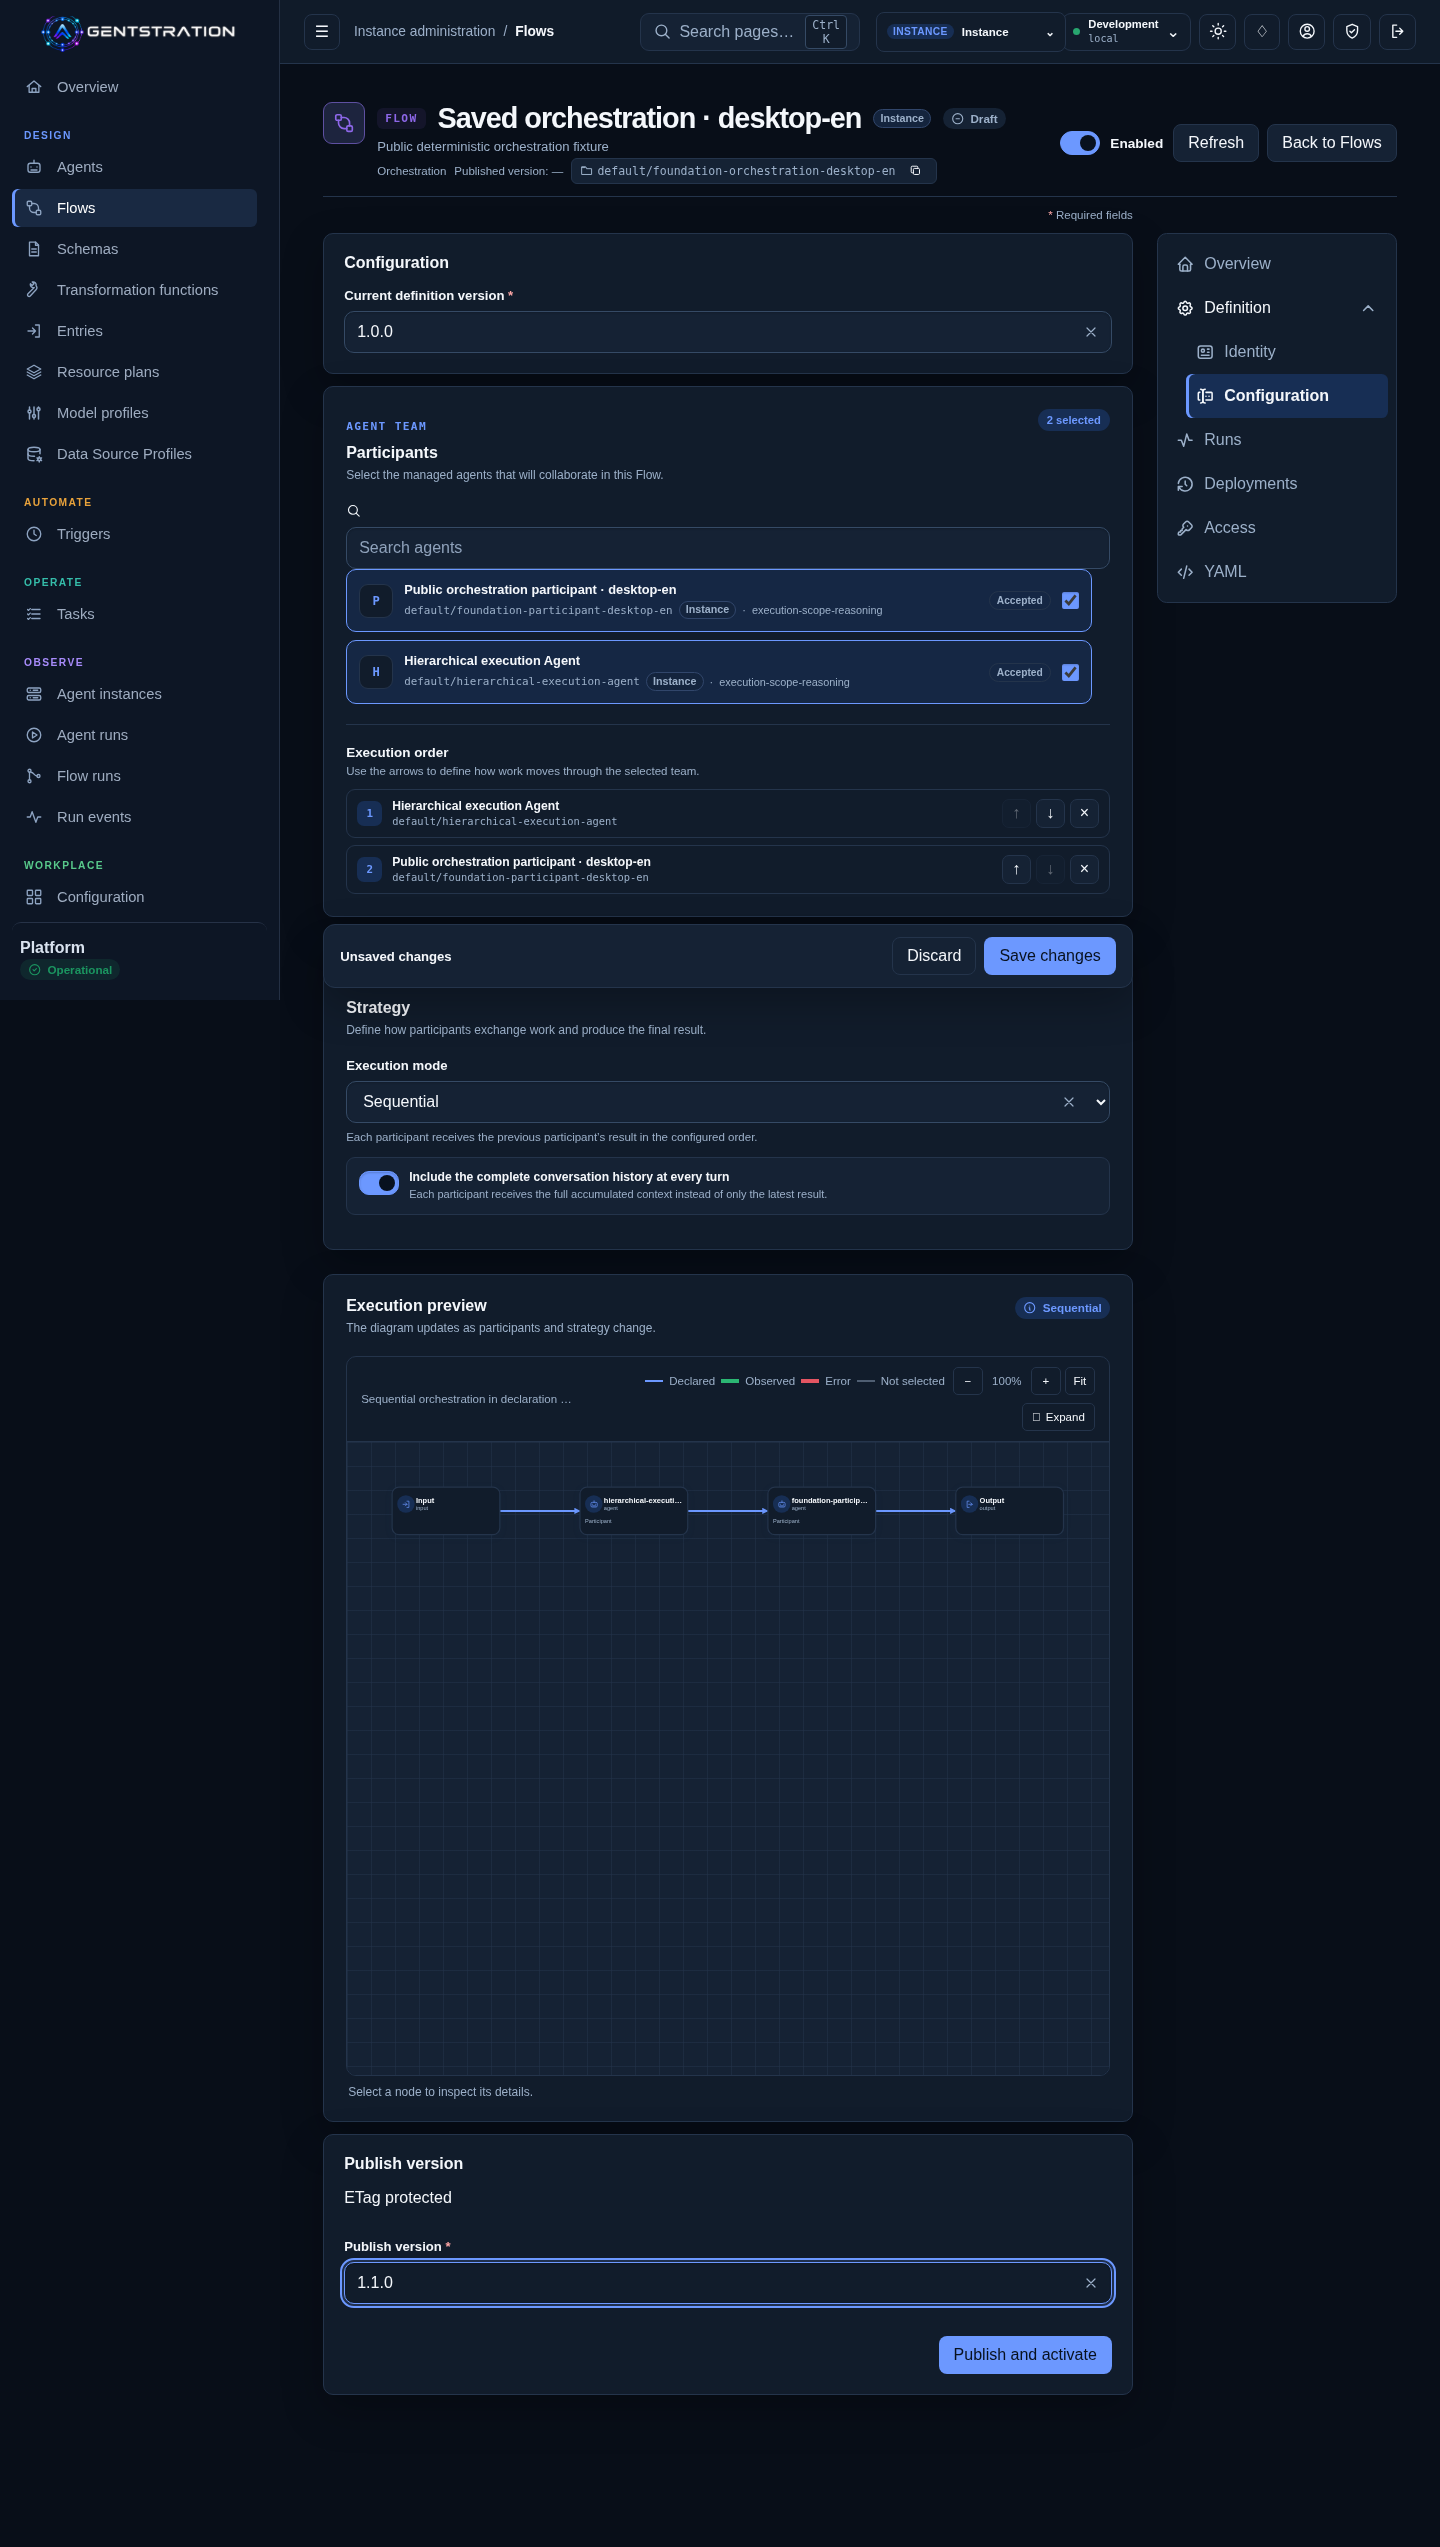 GENTSTRATION
Instance administration / Flows
Search pages…
Ctrl K
INSTANCE Instance
Development
local
Overview
DESIGN
Agents
Flows
Schemas
Transformation functions
Entries
Resource plans
Model profiles
Data Source Profiles
AUTOMATE
Triggers
OPERATE
Tasks
OBSERVE
Agent instances
Agent runs
Flow runs
Run events
WORKPLACE
Configuration
Platform
Operational
FLOW Saved orchestration · desktop-en Instance Draft
Public deterministic orchestration fixture
Orchestration Published version: — default/foundation-orchestration-desktop-en
Enabled Refresh Back to Flows
* Required fields
Configuration
Current definition version *
1.0.0
AGENT TEAM
2 selected
Participants
Select the managed agents that will collaborate in this Flow.
Search agents
P
Public orchestration participant · desktop-en
default/foundation-participant-desktop-en Instance · execution-scope-reasoning
Accepted
H
Hierarchical execution Agent
default/hierarchical-execution-agent Instance · execution-scope-reasoning
Accepted
Execution order
Use the arrows to define how work moves through the selected team.
1
Hierarchical execution Agent
default/hierarchical-execution-agent
↑ ↓ ×
2
Public orchestration participant · desktop-en
default/foundation-participant-desktop-en
↑ ↓ ×
Unsaved changes Discard Save changes
Strategy
Define how participants exchange work and produce the final result.
Execution mode
Sequential
Each participant receives the previous participant's result in the configured order.
Include the complete conversation history at every turn
Each participant receives the full accumulated context instead of only the latest result.
Execution preview
Sequential
The diagram updates as participants and strategy change.
Sequential orchestration in declaration …
Declared Observed Error Not selected − 100% + Fit
Expand
Input
input
hierarchical-executi…
agent
Participant
foundation-particip…
agent
Participant
Output
output
Select a node to inspect its details.
Publish version
ETag protected
Publish version *
1.1.0
Publish and activate
Overview
Definition
Identity
Configuration
Runs
Deployments
Access
YAML